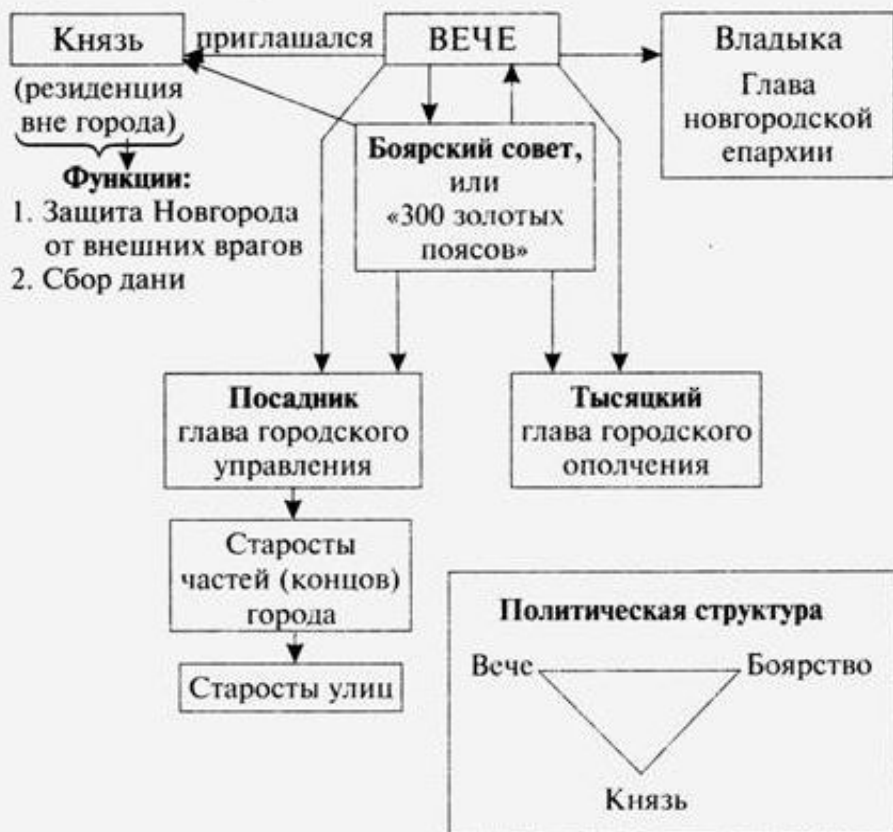 Князь
приглашался
ВЕЧЕ
Владыка
Глава
новгородской
епархии
(резиденция
вне города)
Функции:
1. Защита Новгорода
от внешних врагов
2. Сбор дани
Боярский совет,
или
«300 золотых
поясов»
Посадник
глава городского
управления
Тысяцкий
глава городского
ополчения
Старосты
частей (концов)
города
Старосты улиц
Политическая структура
Вече
Боярство
Князь